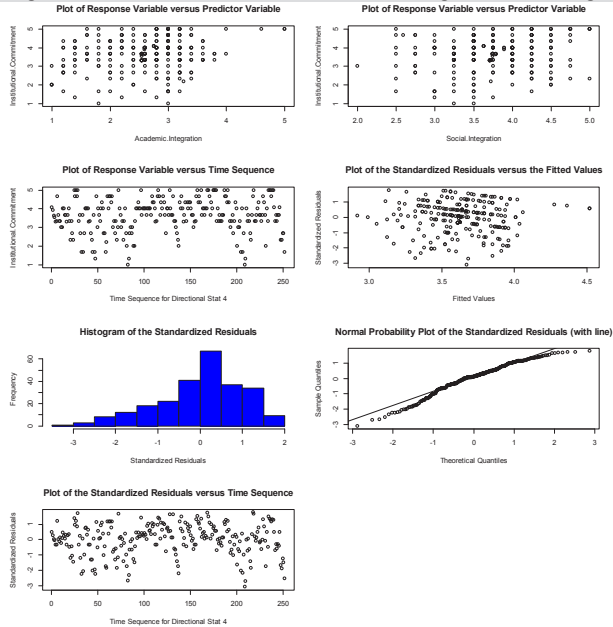 Plot of Response Variable versus Predictor Variable
Institutional Commitment
1 2 3 4 5
1 2 3 4 5
Academic.Integration
Plot of Response Variable versus Predictor Variable
Institutional Commitment
1 2 3 4 5
2.0 2.5 3.0 3.5 4.0 4.5 5.0
Social.Integration
Plot of Response Variable versus Time Sequence
Institutional Commitment
1 2 3 4 5
0 50 100 150 200 250
Time Sequence for Directional Stat 4
Plot of the Standardized Residuals versus the Fitted Values
Standardized Residuals
-3 -2 -1 0 1
3.0 3.5 4.0 4.5
Fitted Values
Histogram of the Standardized Residuals
Frequency
0 20 40 60
-3 -2 -1 0 1 2
Standardized Residuals
Normal Probability Plot of the Standardized Residuals (with line)
Sample Quantiles
-3 -2 -1 0 1
-3 -2 -1 0 1 2 3
Theoretical Quantiles
Plot of the Standardized Residuals versus Time Sequence
Standardized Residuals
-3 -2 -1 0 1
0 50 100 150 200 250
Time Sequence for Directional Stat 4